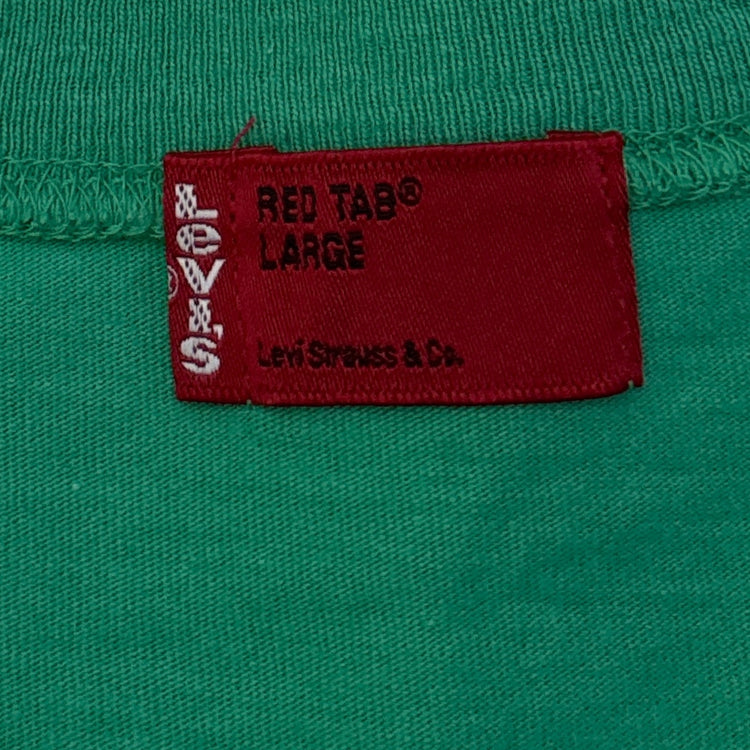 Levi's
®
RED TAB®
LARGE
Levi Strauss & Co.